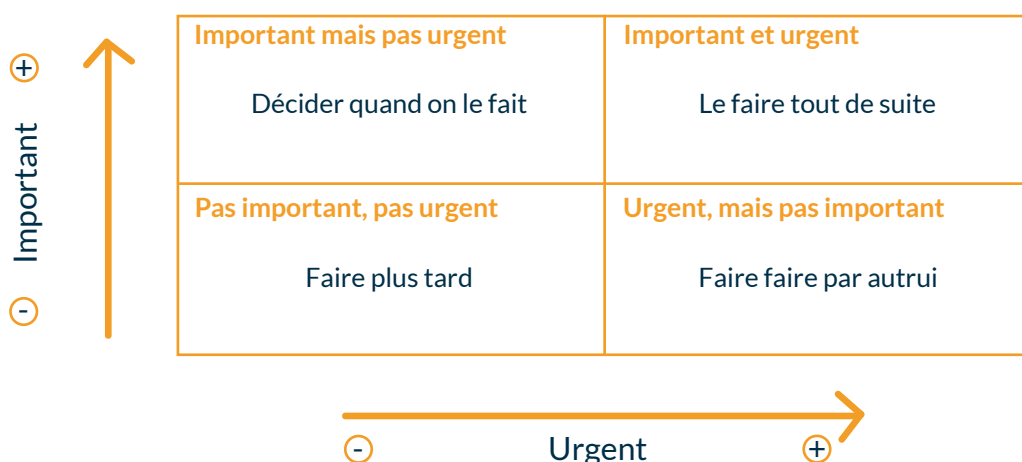 +
Important
-
Important mais pas urgent
Décider quand on le fait
Important et urgent
Le faire tout de suite
Pas important, pas urgent
Faire plus tard
Urgent, mais pas important
Faire faire par autrui
- Urgent +